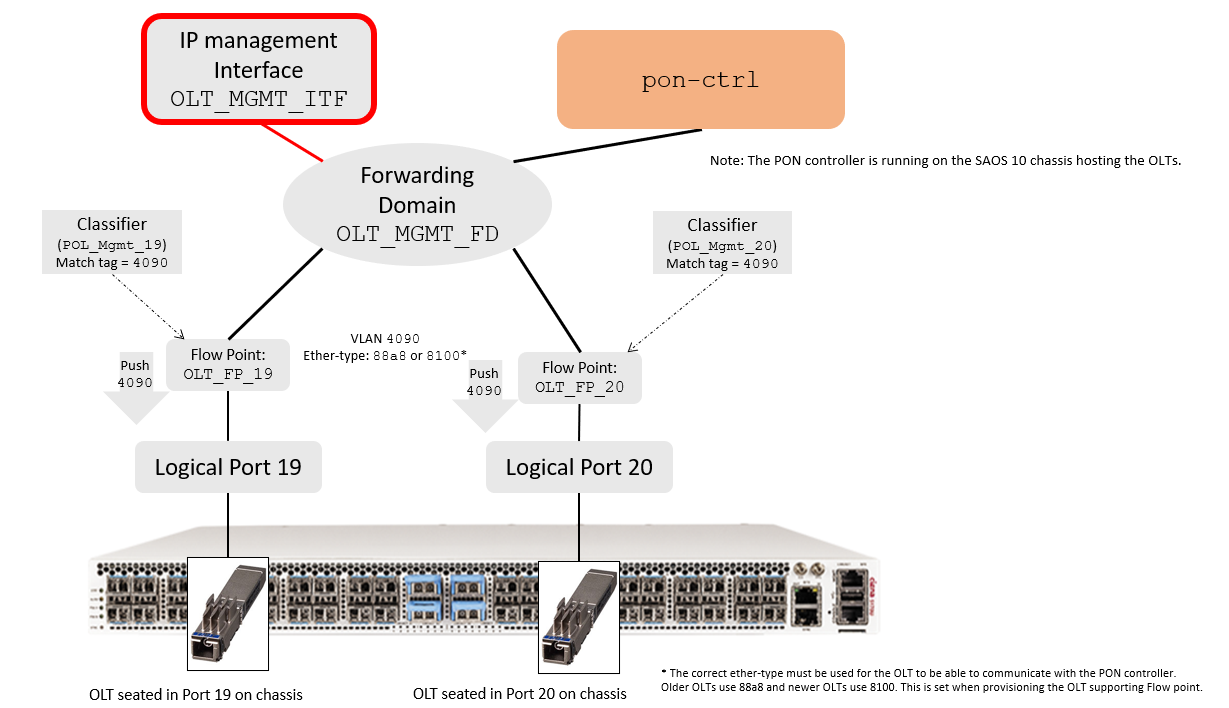 IP management
Interface
OLT_MGMT_ITF
pon-ctrl
Note: The PON controller is running on the SAOS 10 chassis hosting the OLTs.
Forwarding
Domain
OLT_MGMT_FD
Classifier
(POL_Mgmt_19)
Match tag = 4090
Classifier
(POL_Mgmt_20)
Match tag = 4090
VLAN 4090
Ether-type: 88a8 or 8100*
Push
4090
Flow Point:
OLT_FP_19
Push
4090
Flow Point:
OLT_FP_20
Logical Port 19
Logical Port 20
ciena
OLT seated in Port 19 on chassis
OLT seated in Port 20 on chassis
* The correct ether-type must be used for the OLT to be able to communicate with the PON controller.
Older OLTs use 88a8 and newer OLTs use 8100. This is set when provisioning the OLT supporting Flow point.